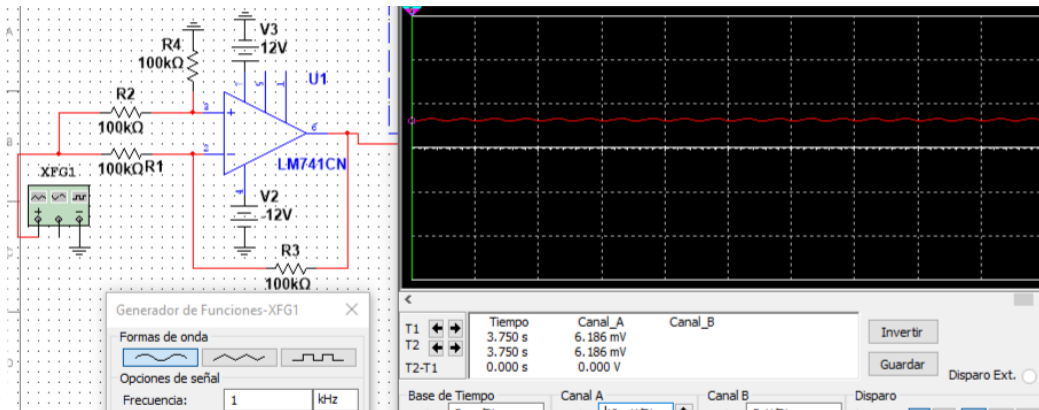 V3
12V
R4
100kΩ
U1
R2
100kΩ
+
6
-
100kΩ
R1
LM741CN
XFG1
+
-
4
V2
-12V
R3
100kΩ
Generador de Funciones-XFG1
Formas de onda
Opciones de señal
Frecuencia:
1
kHz
Tiempo
Canal_A
Canal_B
T1
3.750 s
6.186 mV
T2
3.750 s
6.186 mV
T2-T1
0.000 s
0.000 V
Invertir
Guardar
Disparo Ext.
Base de Tiempo
Canal A
Canal B
Disparo